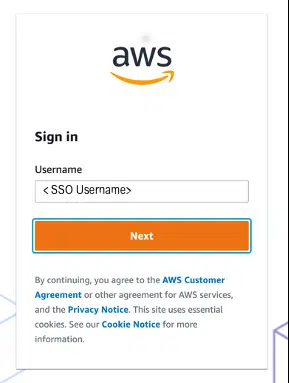 aws
Sign in
Username
< SSO Username>
Next
By continuing, you agree to the AWS Customer
Agreement or other agreement for AWS services,
and the Privacy Notice. This site uses essential
cookies. See our Cookie Notice for more
information.